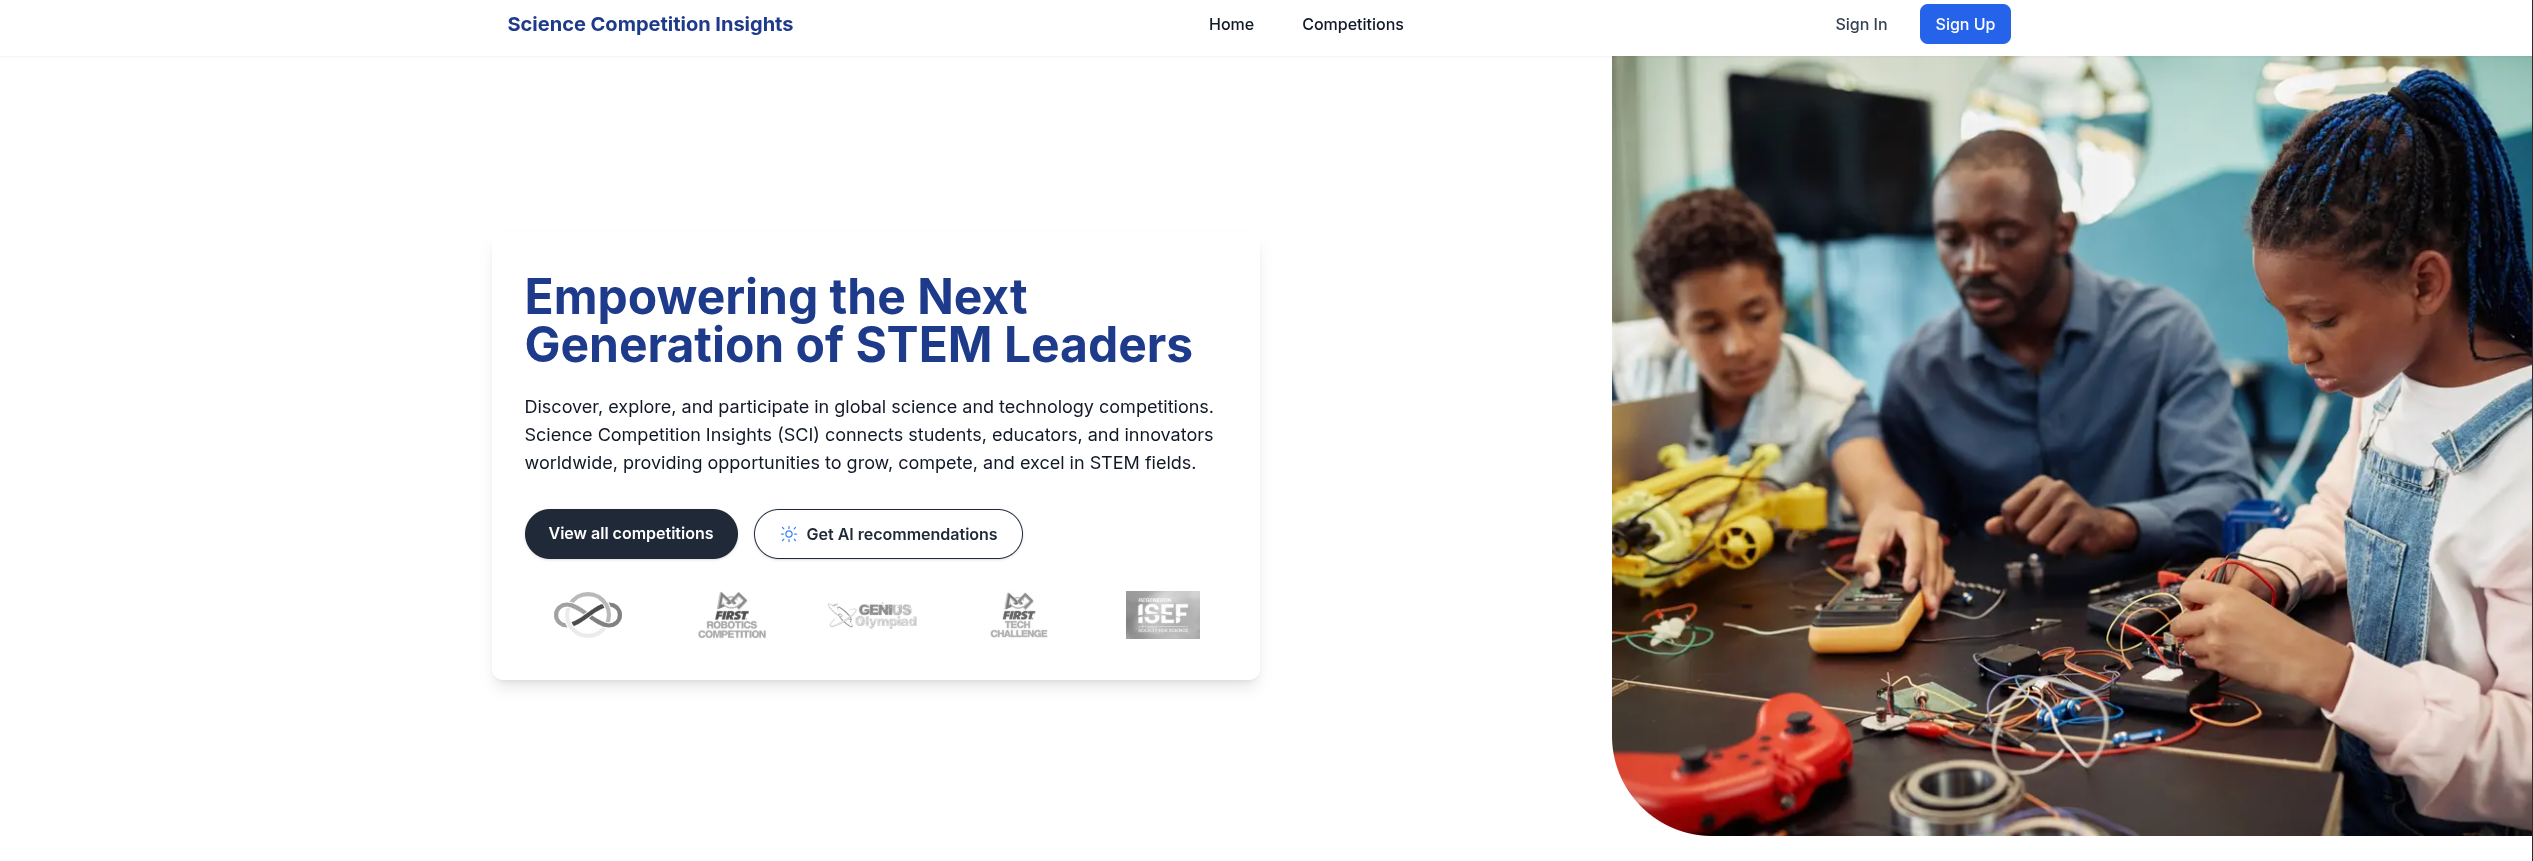 Science Competition Insights
Home
Competitions
Sign In
Sign Up
Empowering the Next
Generation of STEM Leaders
Discover, explore, and participate in global science and technology competitions.
Science Competition Insights (SCI) connects students, educators, and innovators
worldwide, providing opportunities to grow, compete, and excel in STEM fields.
View all competitions
Get AI recommendations
FIRST
ROBOTICS
COMPETITION
GENIUS
Olympiad
FIRST
TECH
CHALLENGE
ISEF